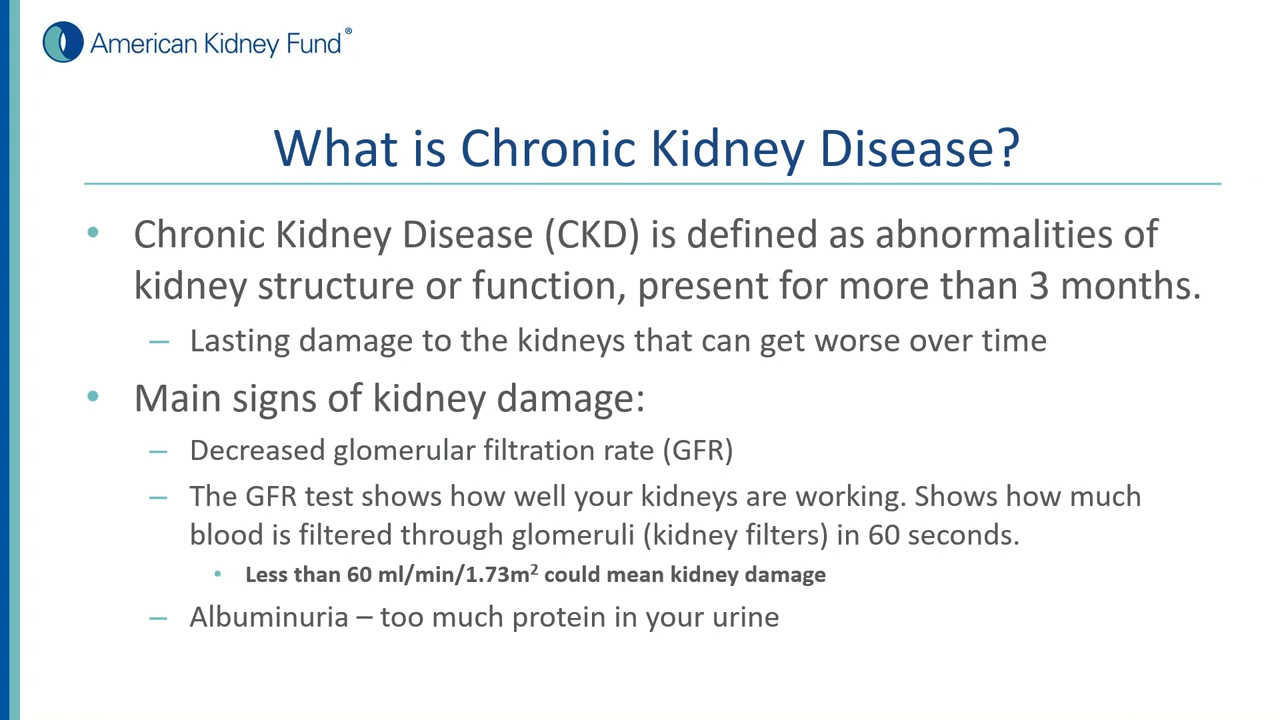 American Kidney Fund®
What is Chronic Kidney Disease?
• Chronic Kidney Disease (CKD) is defined as abnormalities of
kidney structure or function, present for more than 3 months.
– Lasting damage to the kidneys that can get worse over time
• Main signs of kidney damage:
– Decreased glomerular filtration rate (GFR)
– The GFR test shows how well your kidneys are working. Shows how much
blood is filtered through glomeruli (kidney filters) in 60 seconds.
• Less than 60 ml/min/1.73m² could mean kidney damage
– Albuminuria – too much protein in your urine